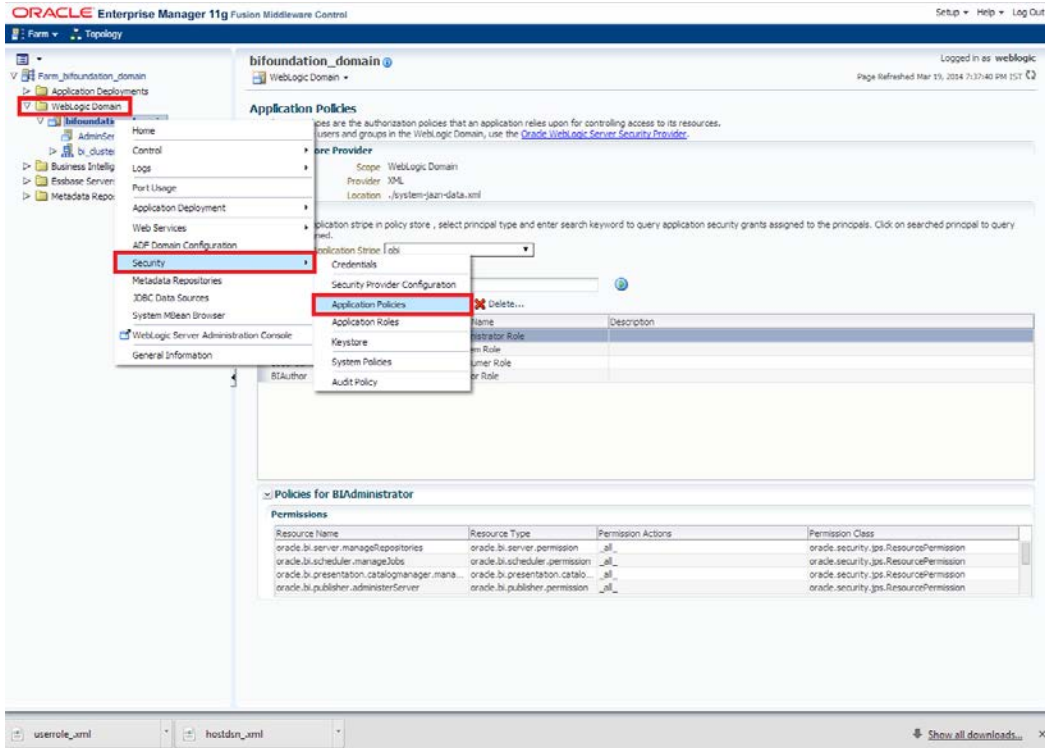 ORACLE Enterprise Manager 11g Fusion Middleware Control
Setup Help Log Out
Form Topology
Farm_bifoundation_domain
Application Deployments
WebLogic Domain
bifoundati
AdminSer
bi_cluste
Business Intellig
Essbase Server
Metadata Repo
bifoundation_domain
WebLogic Domain
Logged in as weblogic
Page Refreshed Mar 19, 2014 7:37:40 PM IST
Application Policies
are the authorization policies that an application relies upon for controlling access to its resources.
users and groups in the WebLogic Domain, use the Oracle WebLogic Server Security Provider.
ore Provider
Scope WebLogic Domain
Provider XML
Location ./system-jazn-data.xml
plication stripe in policy store , select principal type and enter search keyword to query application security grants assigned to the principals. Click on searched principal to query
ned.
Application Stripe obi
Home
Control
Logs
Port Usage
Application Deployment
Web Services
ADF Domain Configuration
Security
Metadata Repositories
JDBC Data Sources
System MBean Browser
WebLogic Server Administration Console
General Information
Credentials
Security Provider Configuration
Application Policies
Application Roles
Keystore
System Policies
Audit Policy
Delete...
Name Description
nistrator Role
em Role
umer Role
BIAuthor or Role
Policies for BIAdministrator
Permissions
Resource Name Resource Type Permission Actions Permission Class
oracle.bi.server.manageRepositories oracle.bi.server.permission _all_ oracle.security.jps.ResourcePermission
oracle.bi.scheduler.manageJobs oracle.bi.scheduler.permission _all_ oracle.security.jps.ResourcePermission
oracle.bi.presentation.catalogmanager.mana... oracle.bi.presentation.catalo... _all_ oracle.security.jps.ResourcePermission
oracle.bi.publisher.administerServer oracle.bi.publisher.permission _all_ oracle.security.jps.ResourcePermission
userrole_.xml
hostdsn_.xml
Show all downloads...